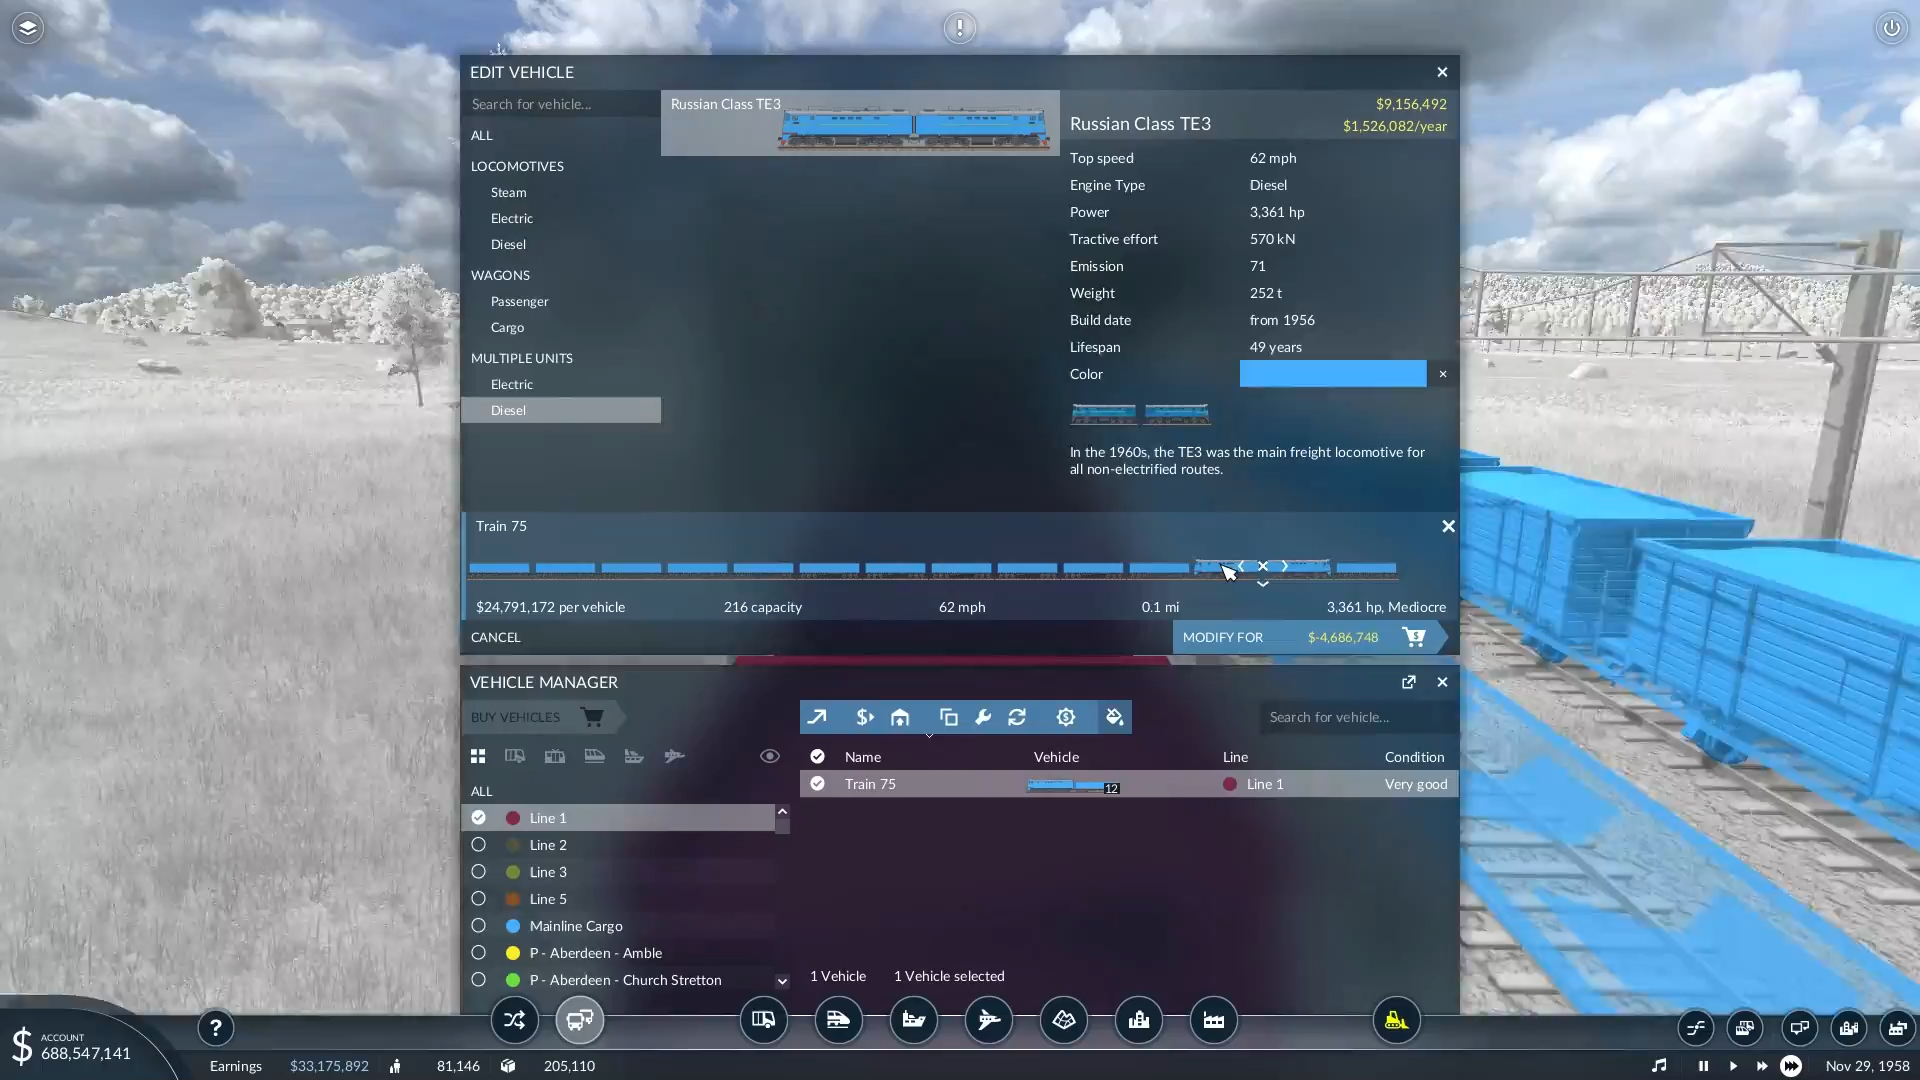 EDIT VEHICLE
Search for vehicle...
ALL
LOCOMOTIVES
Steam
Electric
Diesel
WAGONS
Passenger
Cargo
MULTIPLE UNITS
Electric
Diesel
Russian Class TE3
$9,156,492
Russian Class TE3
$1,526,082/year
Top speed 62 mph
Engine Type Diesel
Power 3,361 hp
Tractive effort 570 kN
Emission 71
Weight 252 t
Build date from 1956
Lifespan 49 years
Color
In the 1960s, the TE3 was the main freight locomotive for
all non-electrified routes.
Train 75
$24,791,172 per vehicle 216 capacity 62 mph 0.1 mi 3,361 hp, Mediocre
CANCEL
MODIFY FOR $-4,686,748
VEHICLE MANAGER
BUY VEHICLES
Search for vehicle...
ALL
Line 1
Line 2
Line 3
Line 5
Mainline Cargo
P - Aberdeen - Amble
P - Aberdeen - Church Stretton
Name Vehicle Line Condition
Train 75 12 Line 1 Very good
1 Vehicle 1 Vehicle selected
?
$ ACCOUNT
688,547,141
Earnings $33,175,892 81,146 205,110
Nov 29, 1958